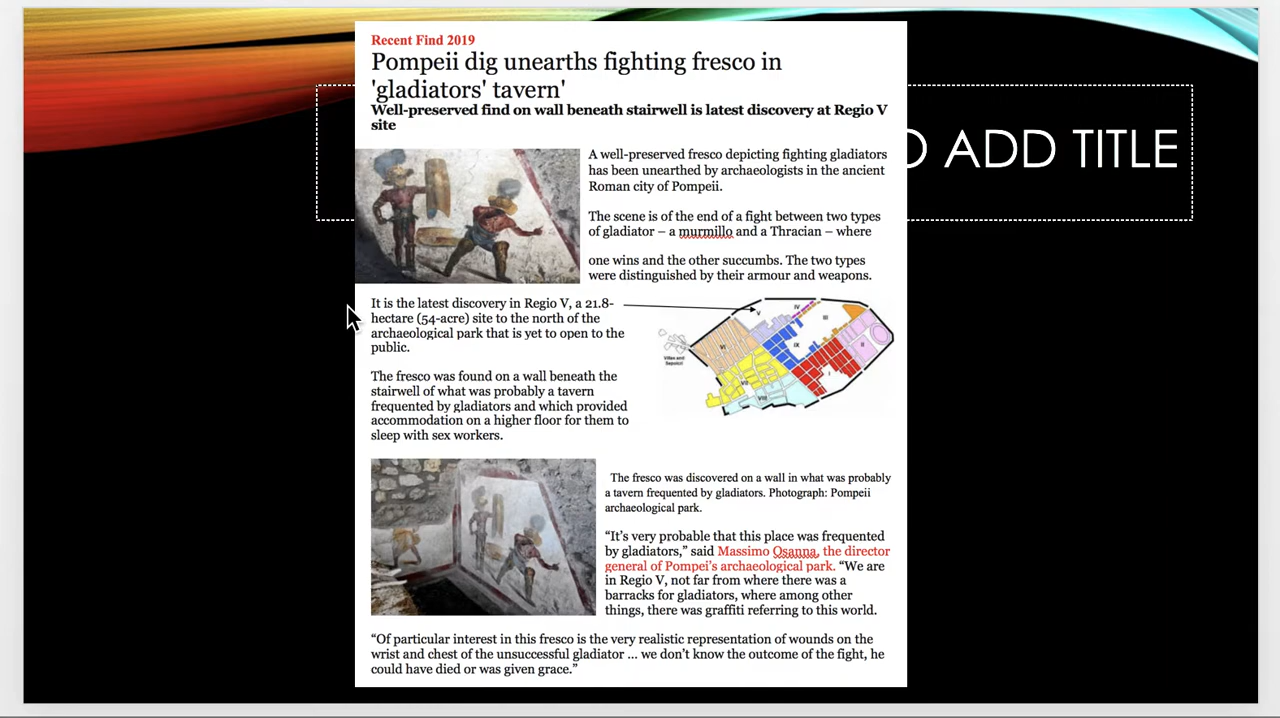 Recent Find 2019
Pompeii dig unearths fighting fresco in
'gladiators' tavern'
Well-preserved find on wall beneath stairwell is latest discovery at Regio V
site
D ADD TITLE
A well-preserved fresco depicting fighting gladiators
has been unearthed by archaeologists in the ancient
Roman city of Pompeii.
The scene is of the end of a fight between two types
of gladiator – a murmillo and a Thracian – where
one wins and the other succumbs. The two types
were distinguished by their armour and weapons.
It is the latest discovery in Regio V, a 21.8-
hectare (54-acre) site to the north of the
archaeological park that is yet to open to the
public.
IV
V
III
VI
IX
II
VII
I
VIII
The fresco was found on a wall beneath the
stairwell of what was probably a tavern
frequented by gladiators and which provided
accommodation on a higher floor for them to
sleep with sex workers.
The fresco was discovered on a wall in what was probably
a tavern frequented by gladiators. Photograph: Pompeii
archaeological park.
“It’s very probable that this place was frequented
by gladiators,” said Massimo Osanna, the director
general of Pompei’s archaeological park. “We are
in Regio V, not far from where there was a
barracks for gladiators, where among other
things, there was graffiti referring to this world.
“Of particular interest in this fresco is the very realistic representation of wounds on the
wrist and chest of the unsuccessful gladiator ... we don’t know the outcome of the fight, he
could have died or was given grace.”